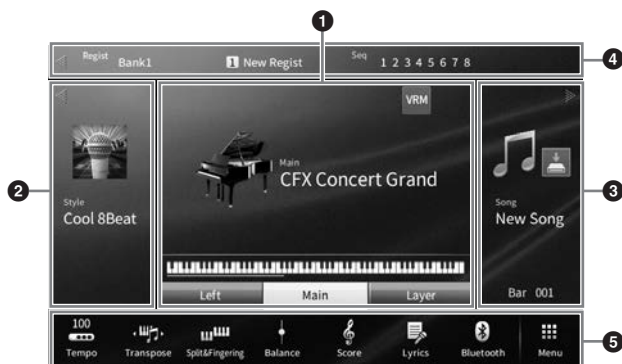 1
Regist
Bank1
1 New Regist
Seq
1 2 3 4 5 6 7 8
4
VRM
2
Style
Cool 8Beat
Main
CFX Concert Grand
Song
New Song
3
Left
Main
Layer
Bar 001
100
Tempo
Transpose
Split&Fingering
Balance
Score
Lyrics
Bluetooth
Menu
5